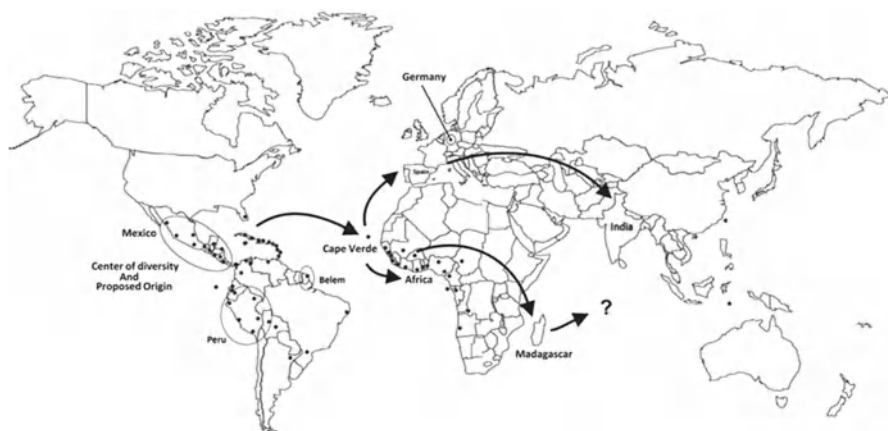 Germany
Spain
Mexico
Cape Verde
India
Center of diversity
And
Proposed Origin
Belem
Africa
?
Peru
Madagascar